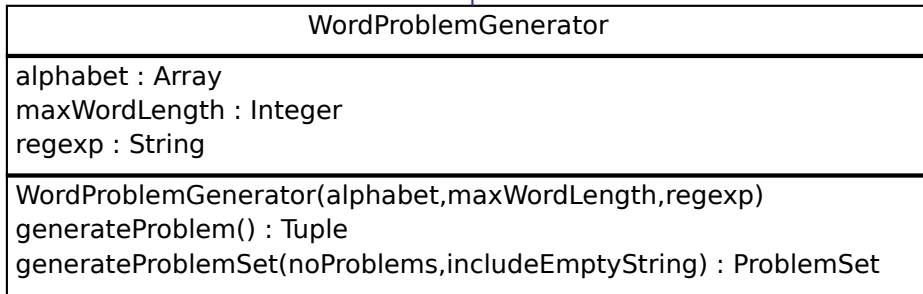 WordProblemGenerator
alphabet : Array
maxWordLength : Integer
regexp : String
WordProblemGenerator(alphabet,maxWordLength,regexp)
generateProblem() : Tuple
generateProblemSet(noProblems,includeEmptyString) : ProblemSet